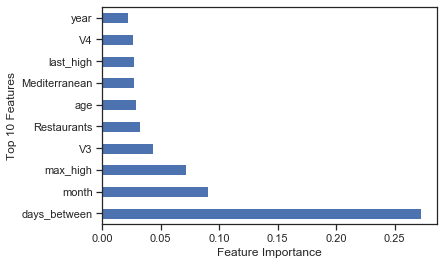 year
V4
last_high
Mediterranean
age
Restaurants
V3
max_high
month
days_between
Top 10 Features
0.00 0.05 0.10 0.15 0.20 0.25
Feature Importance